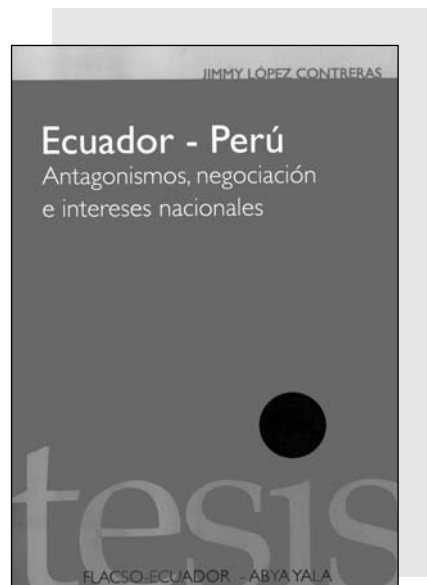 JIMMY LÓPEZ CONTRERAS
Ecuador - Perú
Antagonismos, negociación
e intereses nacionales
tesis
FLACSO-ECUADOR - ABYA YALA